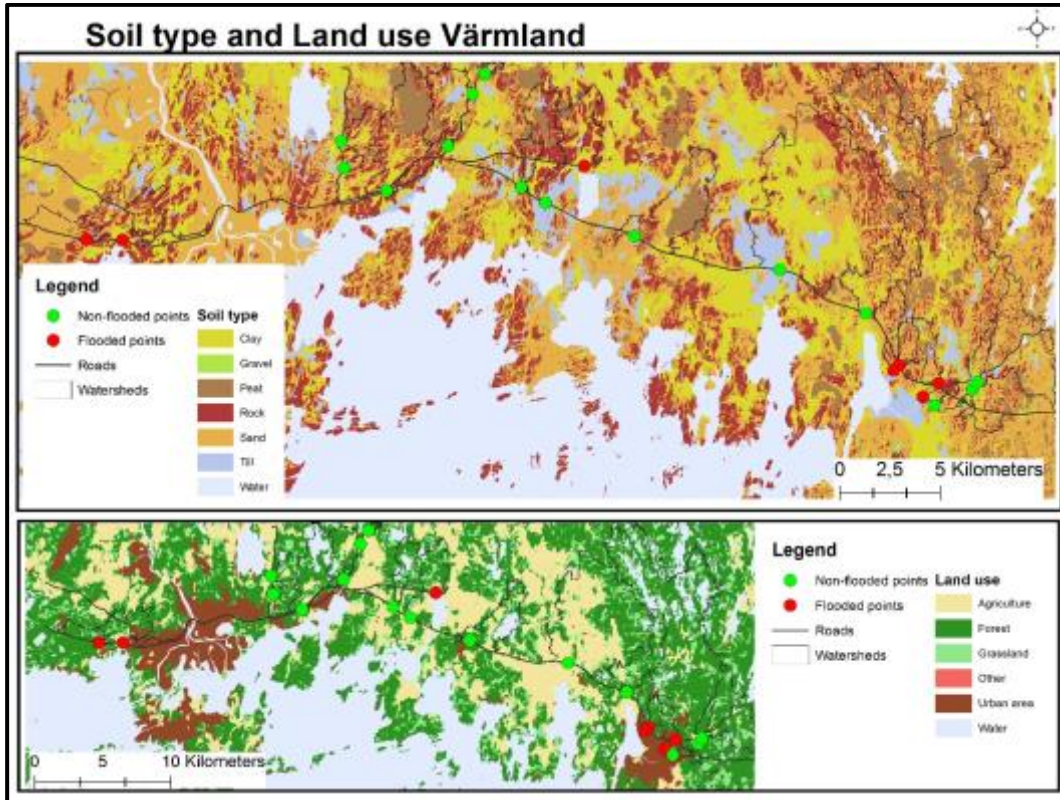 Soil type and Land use Värmland
Legend
Non-flooded points
Flooded points
Roads
Watersheds
Soil type
Clay
Gravel
Peat
Rock
Sand
Till
Water
0 2,5 5 Kilometers
Legend
Non-flooded points
Flooded points
Roads
Watersheds
Land use
Agriculture
Forest
Grassland
Other
Urban area
Water
0 5 10 Kilometers